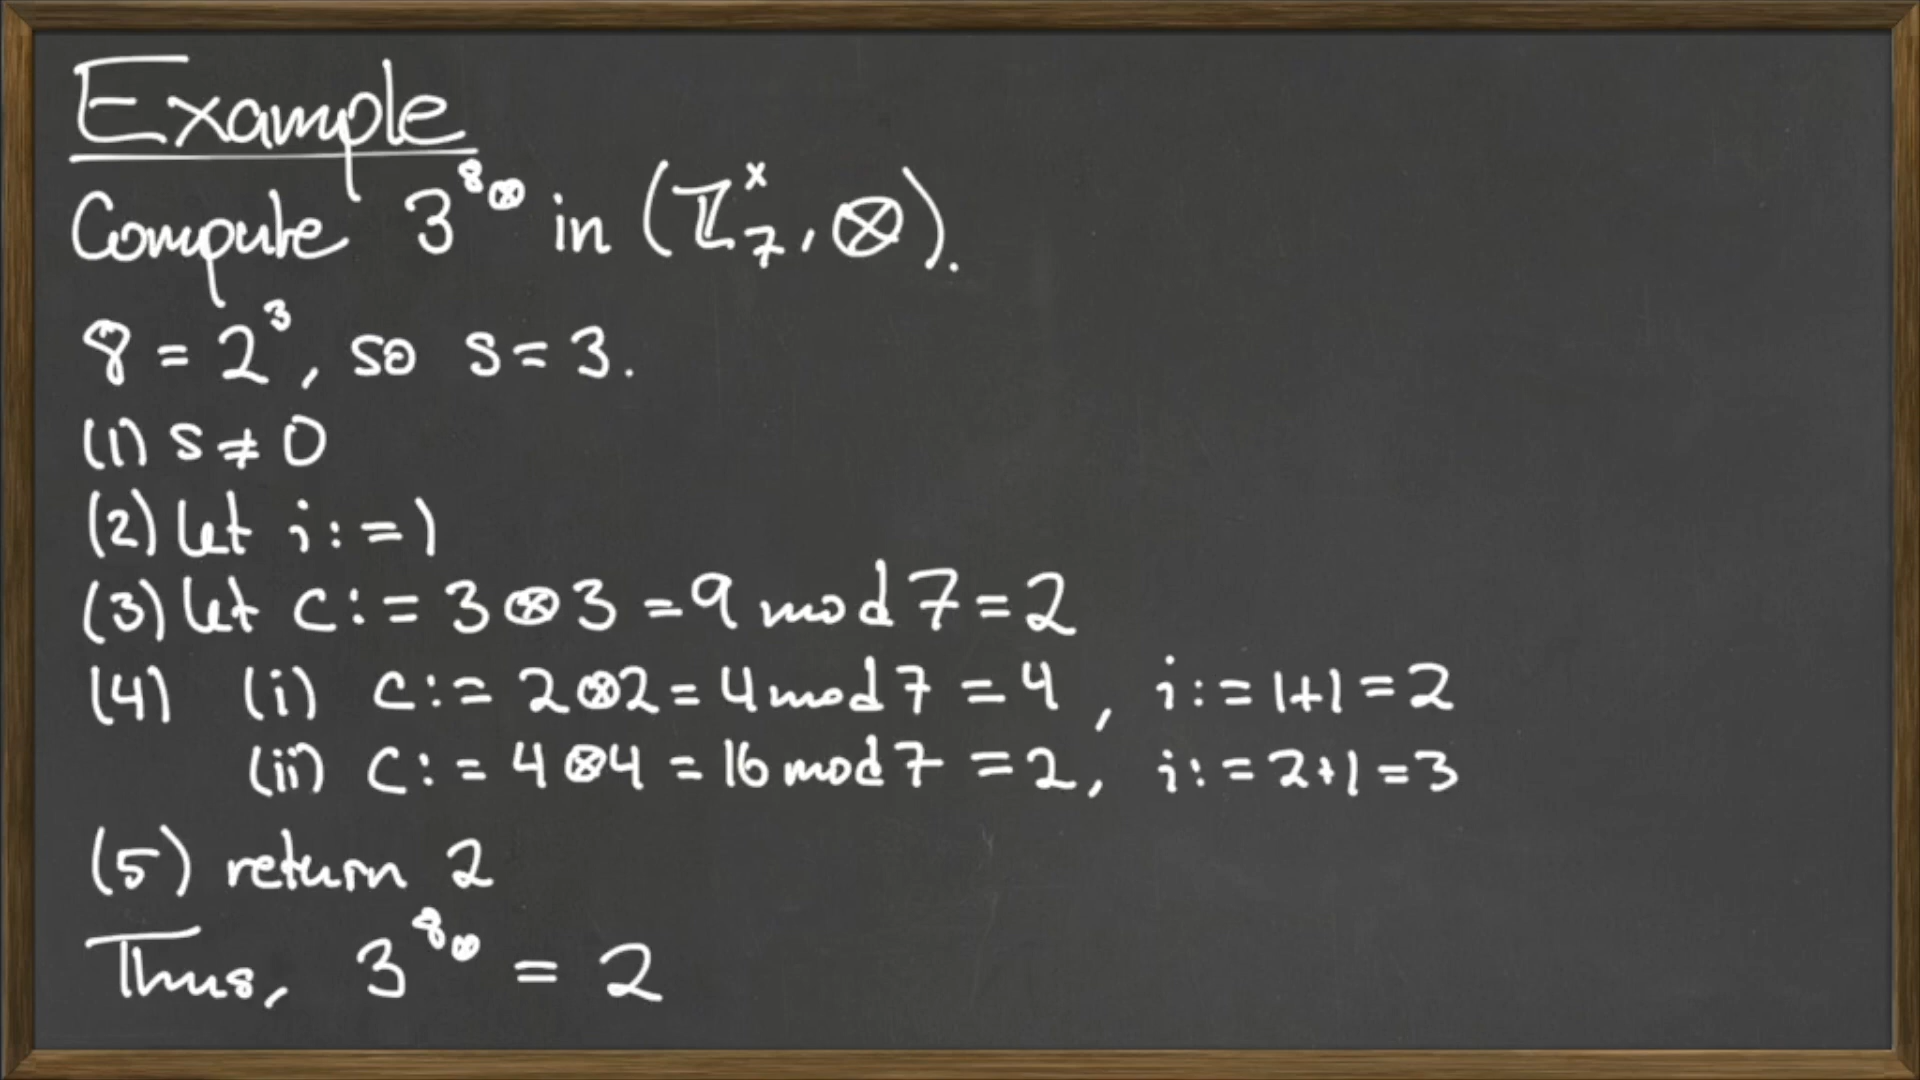 Example
Compute 3^{8⊗} in (ℤ₇^×, ⊗).
8 = 2³, so s = 3.
(1) s ≠ 0
(2) let i := 1
(3) let c := 3 ⊗ 3 = 9 mod 7 = 2
(4) (i) c := 2 ⊗ 2 = 4 mod 7 = 4, i := 1+1 = 2
(ii) c := 4 ⊗ 4 = 16 mod 7 = 2, i := 2+1 = 3
(5) return 2
Thus, 3^{8⊗} = 2